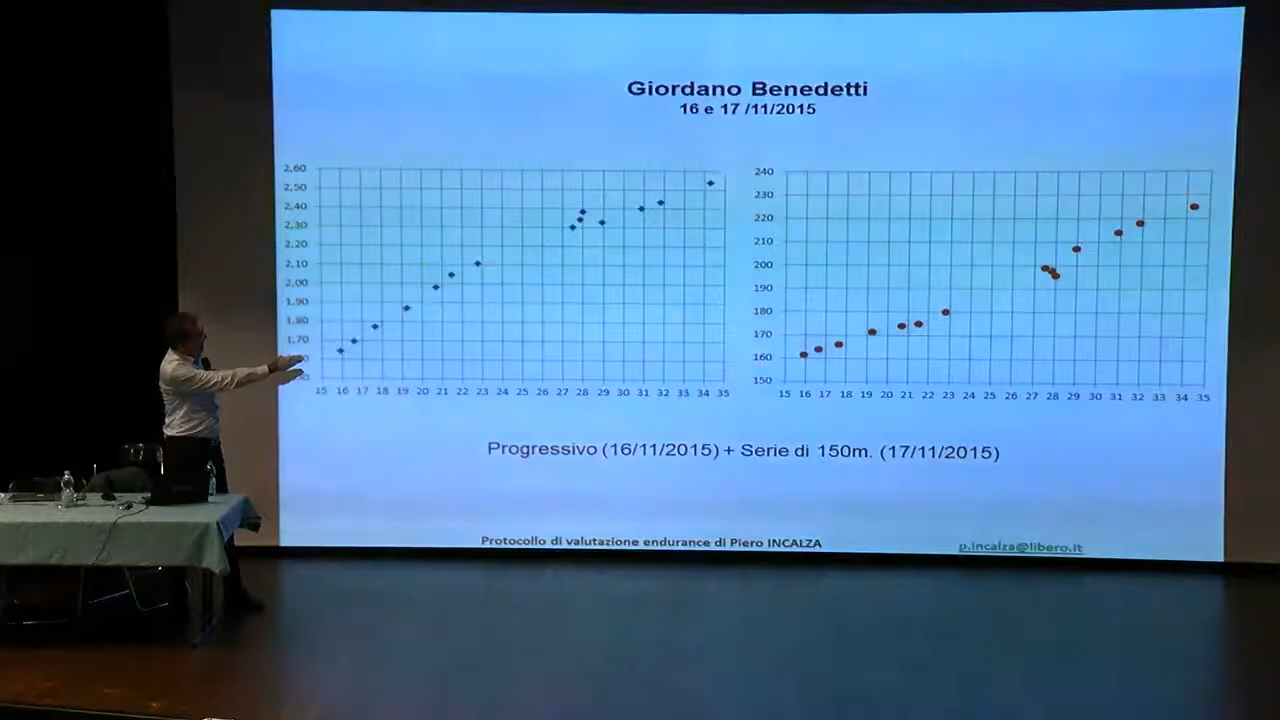 Giordano Benedetti
16 e 17 /11/2015
2,60
2,50
2,40
2,30
2,20
2,10
2,00
1,90
1,80
1,70
15 16 17 18 19 20 21 22 23 24 25 26 27 28 29 30 31 32 33 34 35
240
230
220
210
200
190
180
170
160
150
15 16 17 18 19 20 21 22 23 24 25 26 27 28 29 30 31 32 33 34 35
Progressivo (16/11/2015) + Serie di 150m. (17/11/2015)
Protocollo di valutazione endurance di Piero INCALZA
p.incalza@libero.it